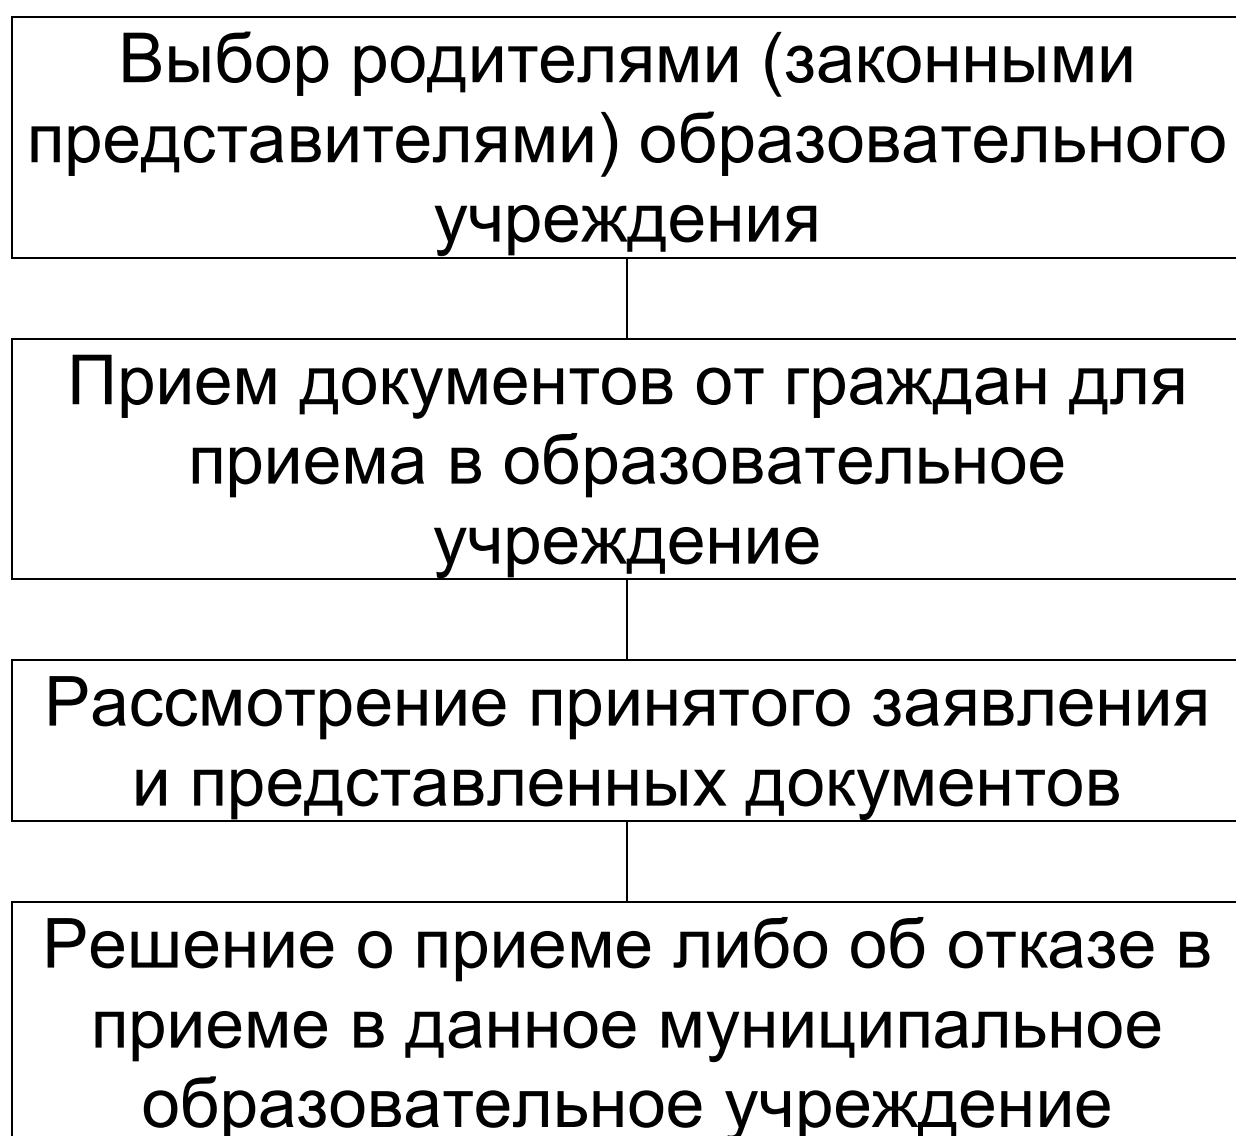 Выбор родителями (законными
представителями) образовательного
учреждения
Прием документов от граждан для
приема в образовательное
учреждение
Рассмотрение принятого заявления
и представленных документов
Решение о приеме либо об отказе в
приеме в данное муниципальное
образовательное учреждение